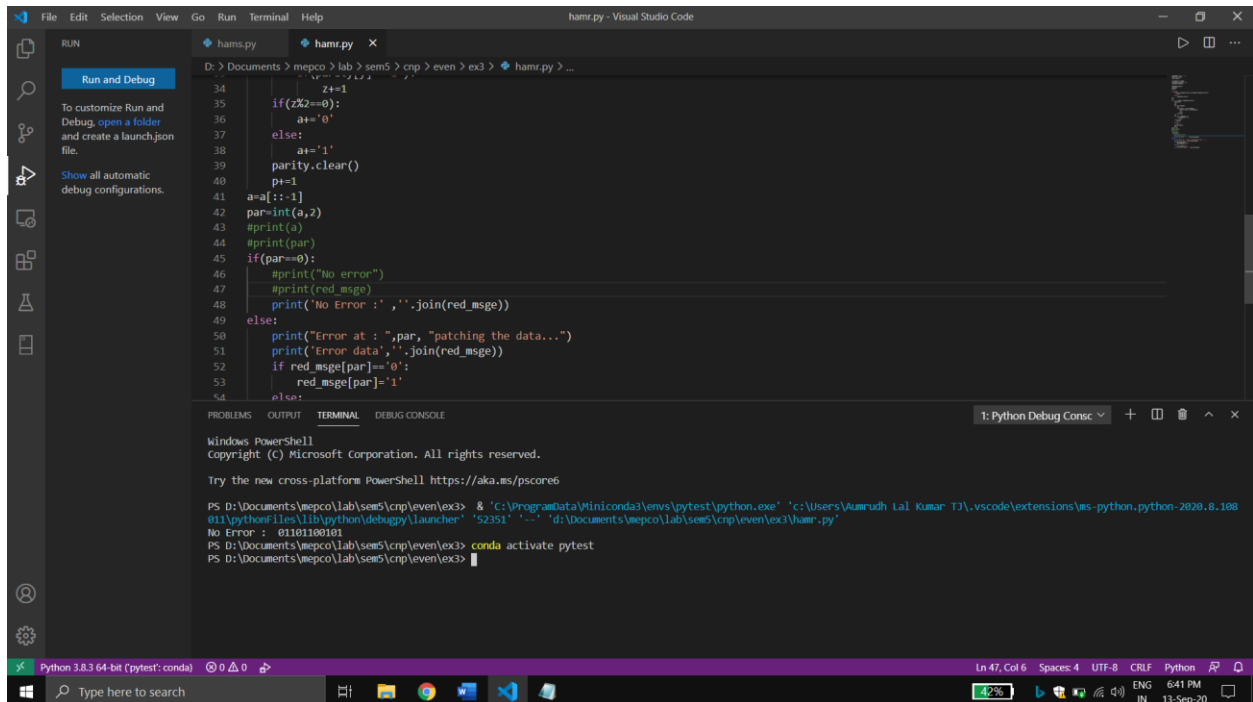 File Edit Selection View Go Run Terminal Help
hamr.py - Visual Studio Code
RUN
Run and Debug
To customize Run and
Debug, open a folder
and create a launch.json
file.
Show all automatic
debug configurations.
hams.py
hamr.py
D: > Documents > mepco > lab > sem5 > cnp > even > ex3 > hamr.py > ...
34 z+=1
35 if(z%2==0):
36 a+='0'
37 else:
38 a+='1'
39 parity.clear()
40 p+=1
41 a=a[::-1]
42 par=int(a,2)
43 #print(a)
44 #print(par)
45 if(par==0):
46 #print("No error")
47 #print(red_msge)
48 print('No Error :' ,''.join(red_msge))
49 else:
50 print("Error at : ",par, "patching the data...")
51 print('Error data',''.join(red_msge))
52 if red_msge[par]=='0':
53 red_msge[par]='1'
54 else:
PROBLEMS OUTPUT TERMINAL DEBUG CONSOLE
1: Python Debug Consc
Windows PowerShell
Copyright (C) Microsoft Corporation. All rights reserved.
Try the new cross-platform PowerShell https://aka.ms/pscore6
PS D:\Documents\mepco\lab\sem5\cnp\even\ex3> & 'C:\ProgramData\Miniconda3\envs\pytest\python.exe' 'c:\Users\Aumrudh Lal Kumar TJ\.vscode\extensions\ms-python.python-2020.8.108
011\pythonFiles\lib\python\debugpy\launcher' '52351' '--' 'd:\Documents\mepco\lab\sem5\cnp\even\ex3\hamr.py'
No Error : 01101100101
PS D:\Documents\mepco\lab\sem5\cnp\even\ex3> conda activate pytest
PS D:\Documents\mepco\lab\sem5\cnp\even\ex3>
Python 3.8.3 64-bit ('pytest': conda) 0 0
Ln 47, Col 6 Spaces: 4 UTF-8 CRLF Python
Type here to search
42%
ENG
IN
6:41 PM
13-Sep-20